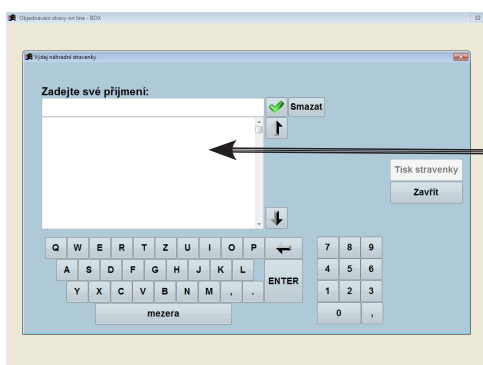 Objednávání stravy on line - BOX
Výdej náhradní stravenky
Zadejte své příjmení:
Smazat
Tisk stravenky
Zavřít
Q W E R T Z U I O P 7 8 9
A S D F G H J K L ENTER 4 5 6
Y X C V B N M , . 1 2 3
mezera 0 ,